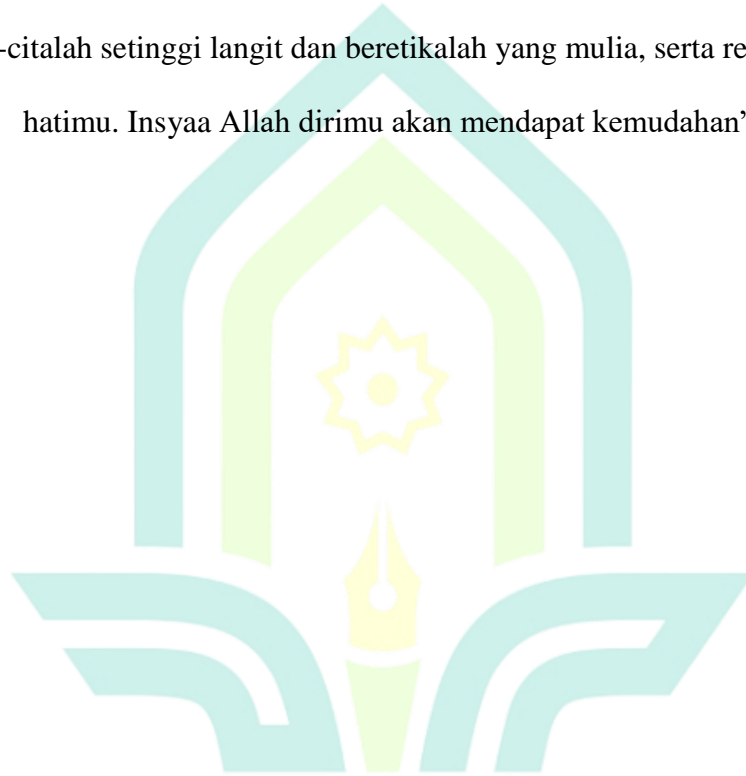 -citalah setinggi langit dan beretikalah yang mulia, serta re
hatimu. Insyaa Allah dirimu akan mendapat kemudahan”